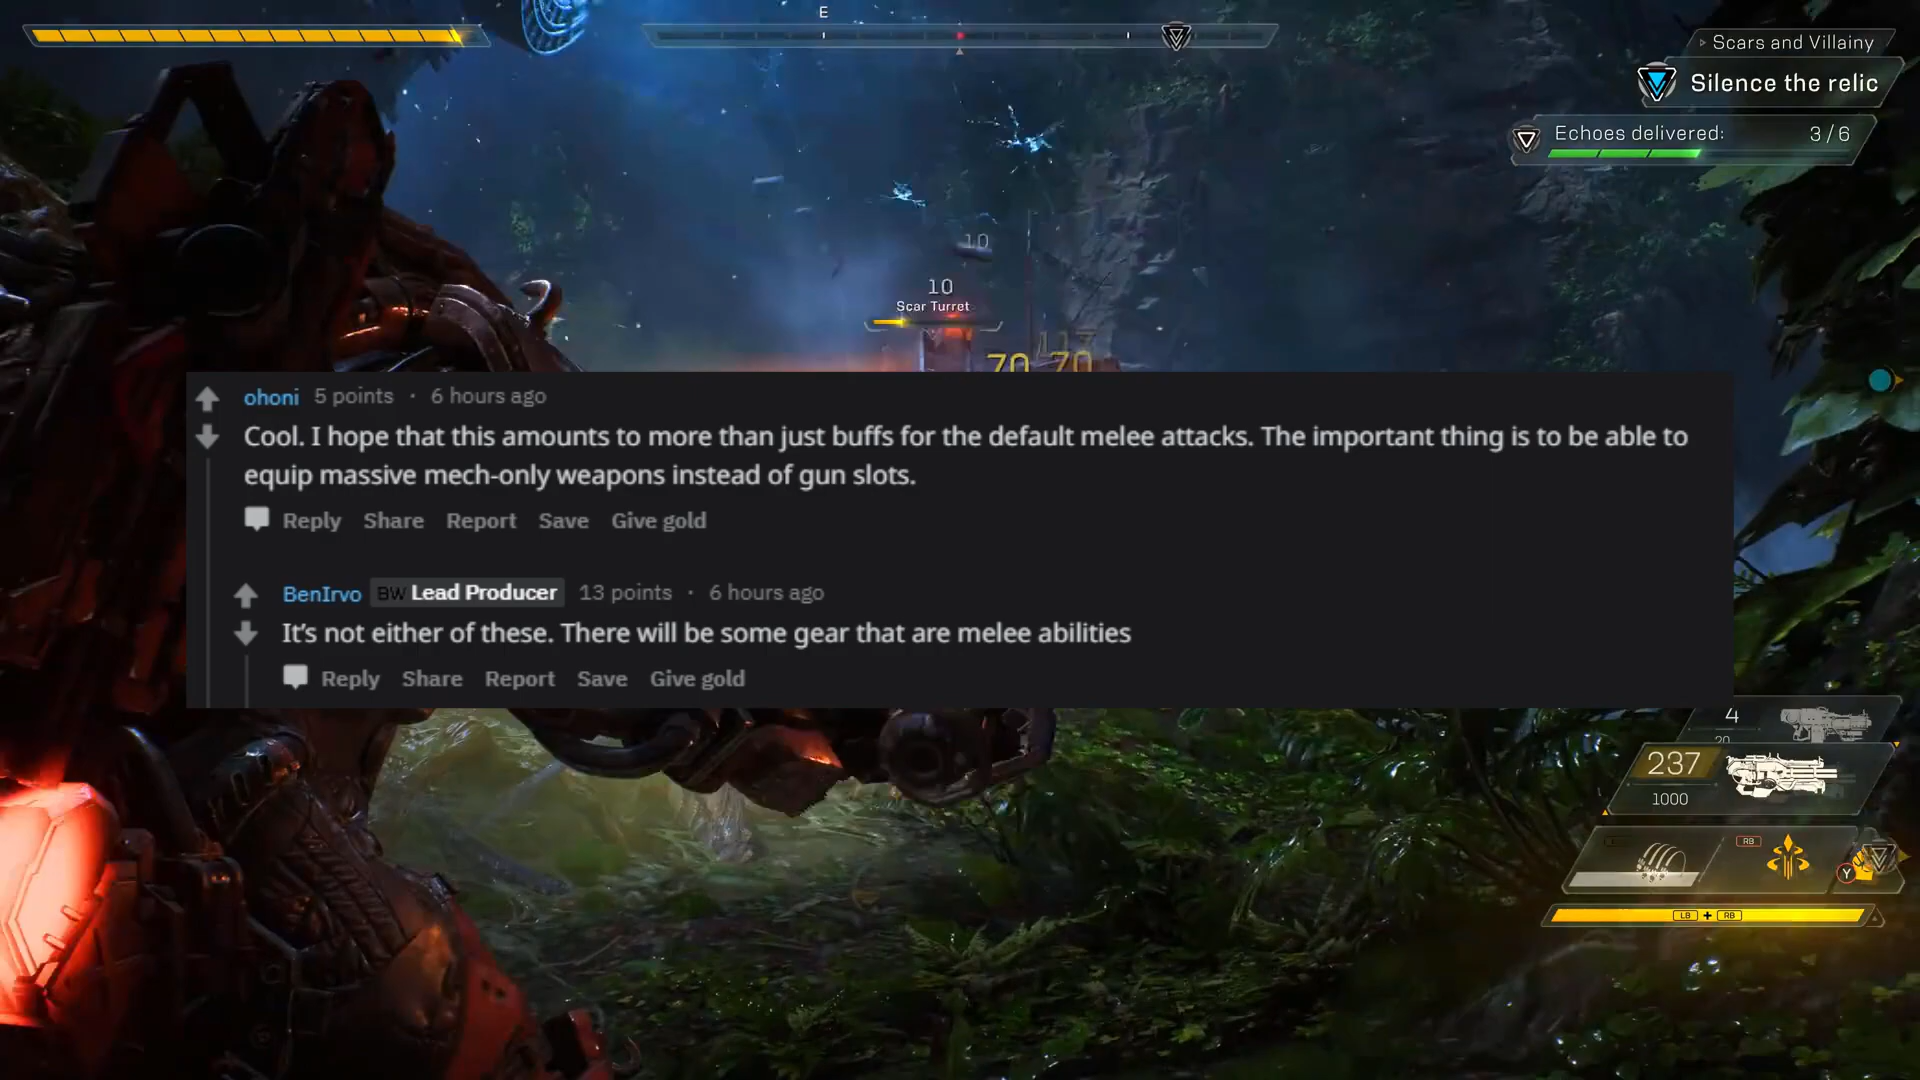 E
Scars and Villainy
Silence the relic
Echoes delivered: 3 / 6
10
10
Scar Turret
70 70
ohoni 5 points · 6 hours ago
Cool. I hope that this amounts to more than just buffs for the default melee attacks. The important thing is to be able to
equip massive mech-only weapons instead of gun slots.
Reply Share Report Save Give gold
BenIrvo BW Lead Producer 13 points · 6 hours ago
It’s not either of these. There will be some gear that are melee abilities
Reply Share Report Save Give gold
4
20
237
1000
RB
Y
LB + RB